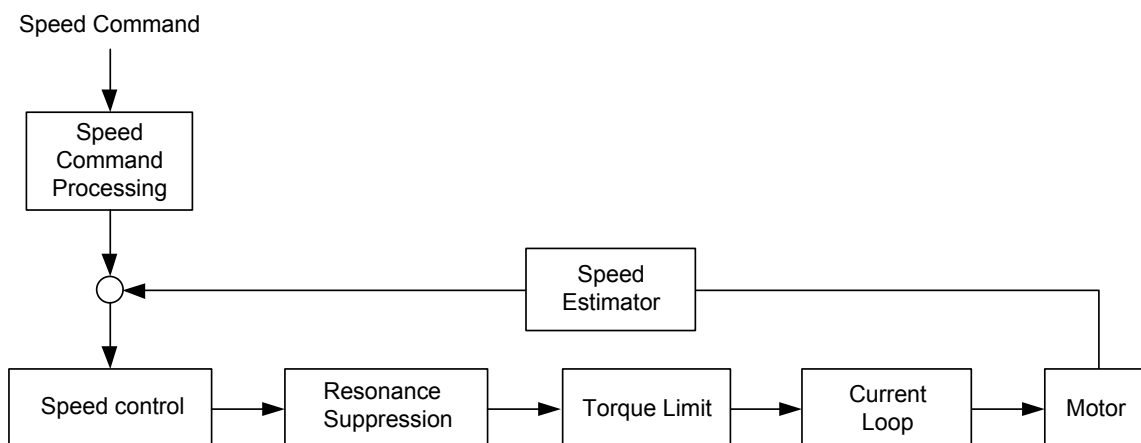 Speed Command
Speed
Command
Processing
Speed
Estimator
Speed control
Resonance
Suppression
Torque Limit
Current
Loop
Motor